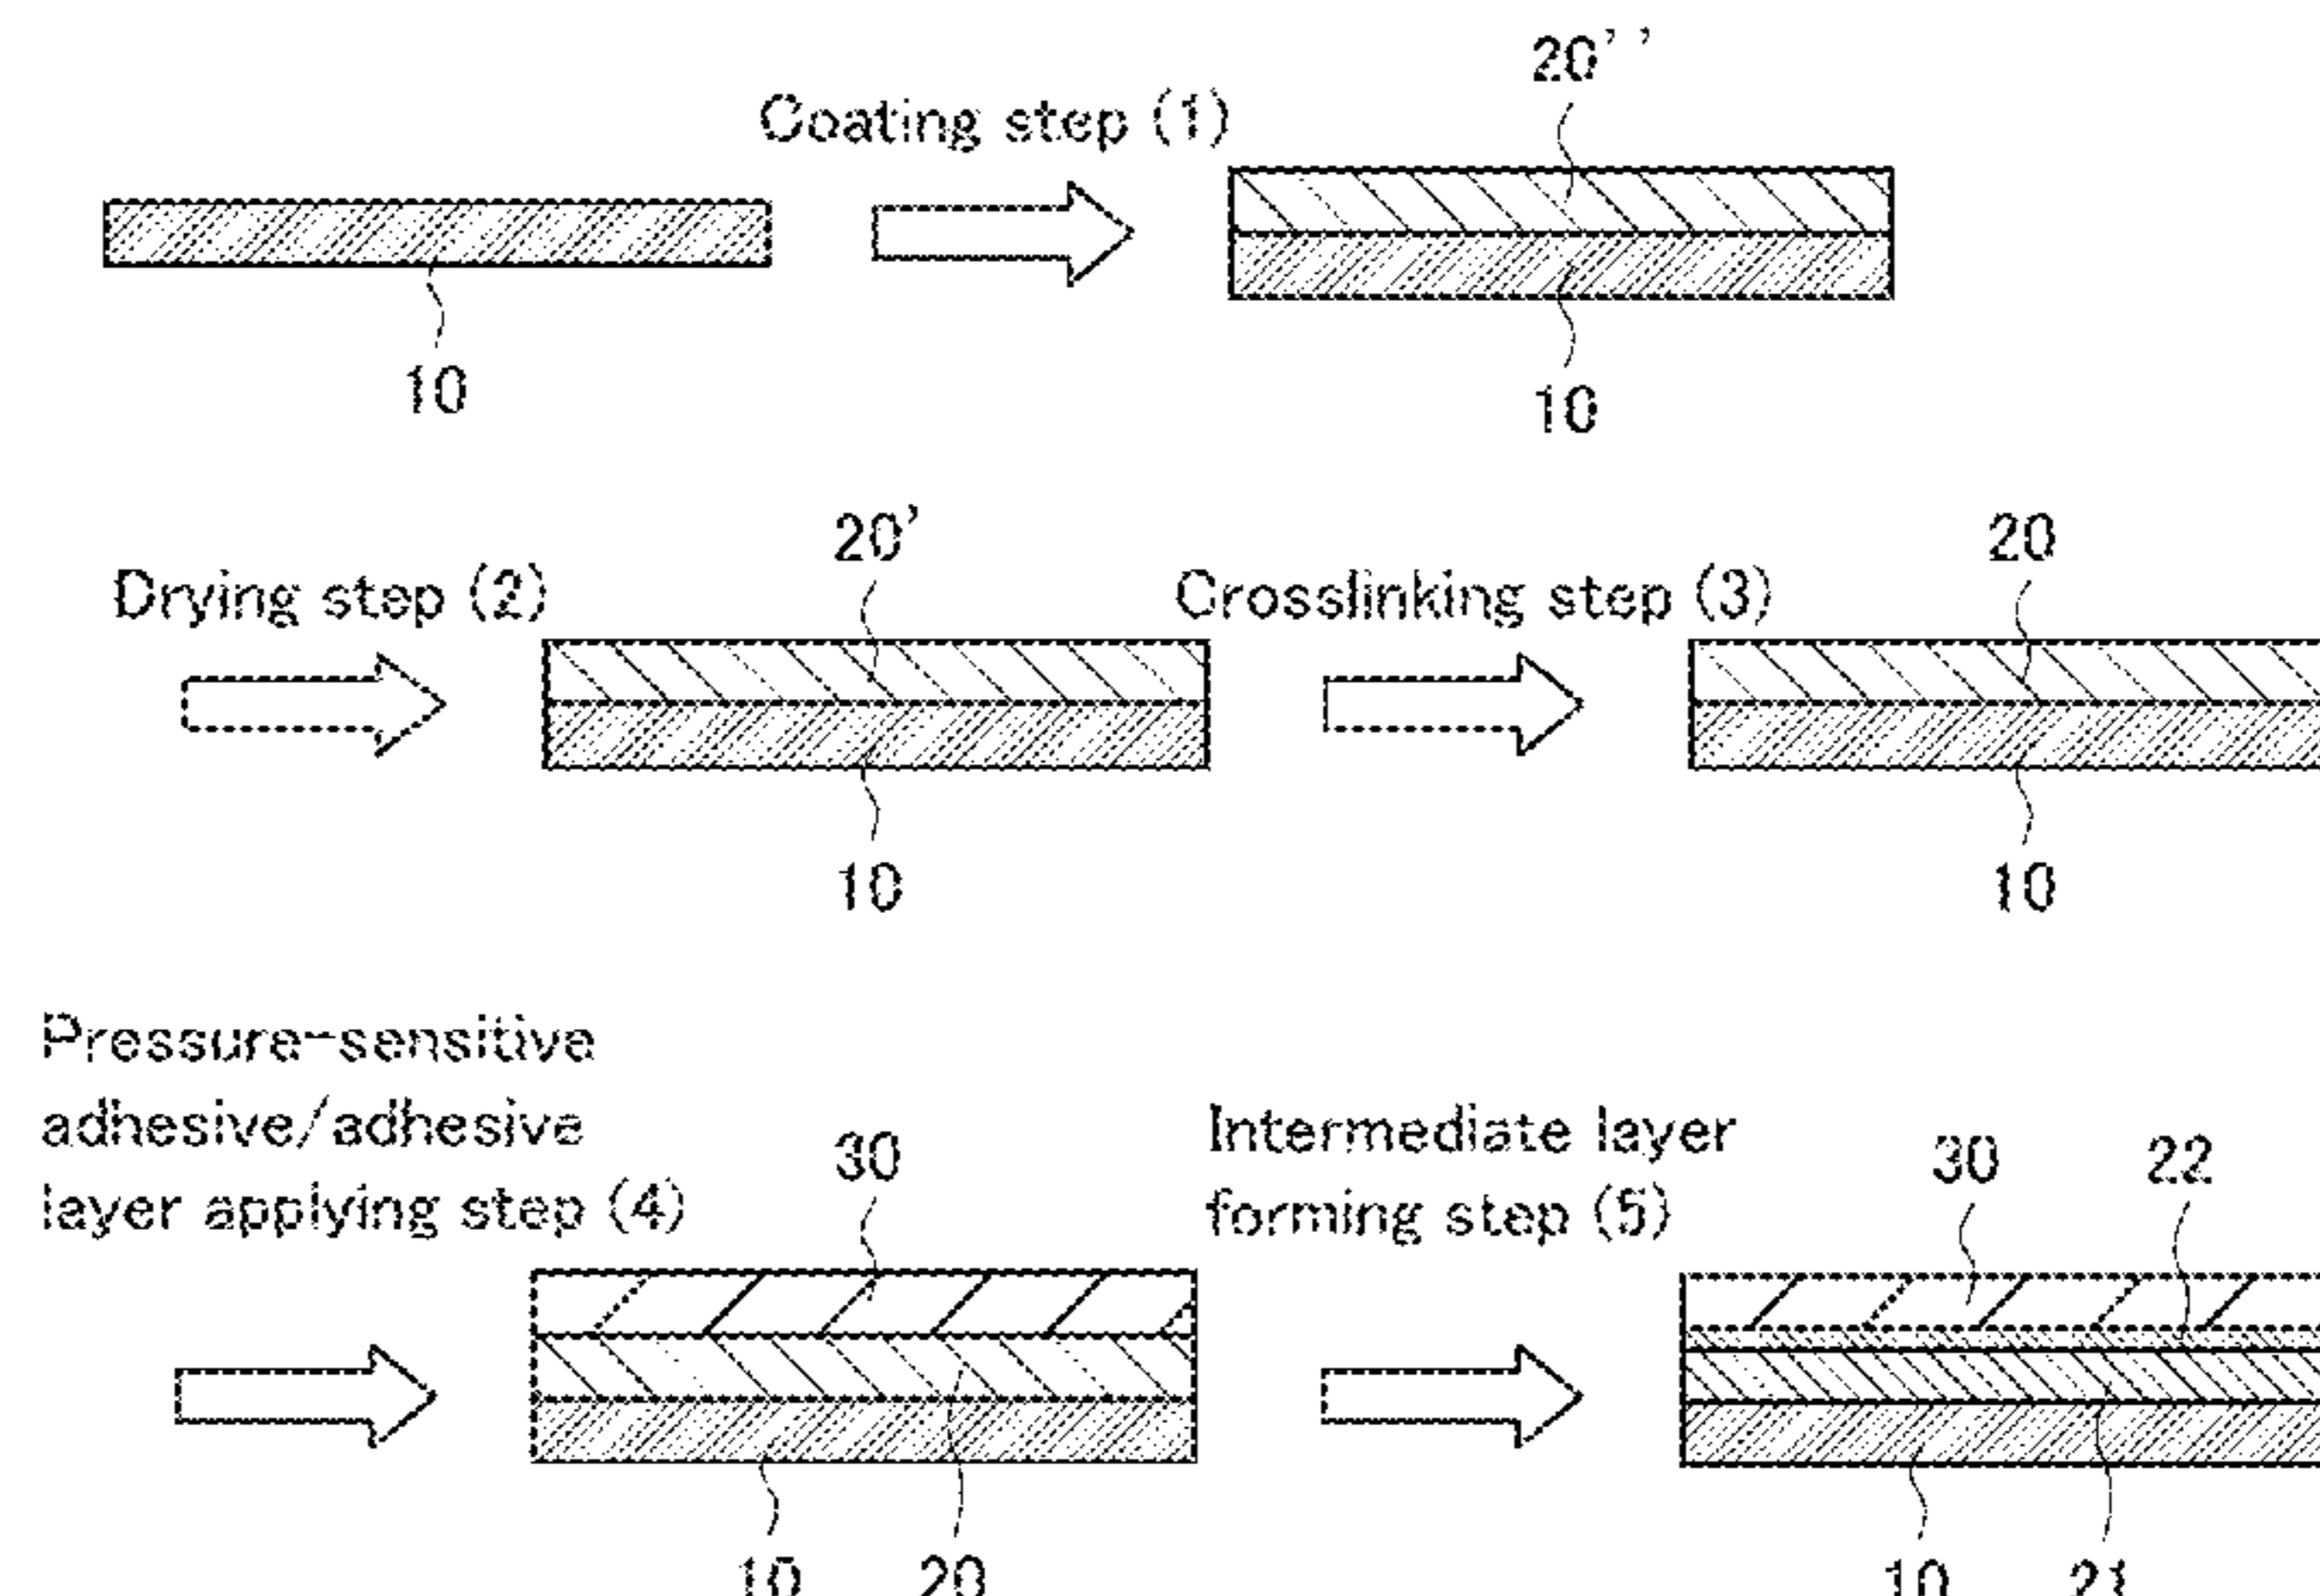 20''
Coating step (1)
10
10
20'
20
Drying step (2)
Crosslinking step (3)
10
10
Pressure-sensitive
adhesive/adhesive
layer applying step (4)
30
Intermediate layer
forming step (5)
30
22
10
20
10
21